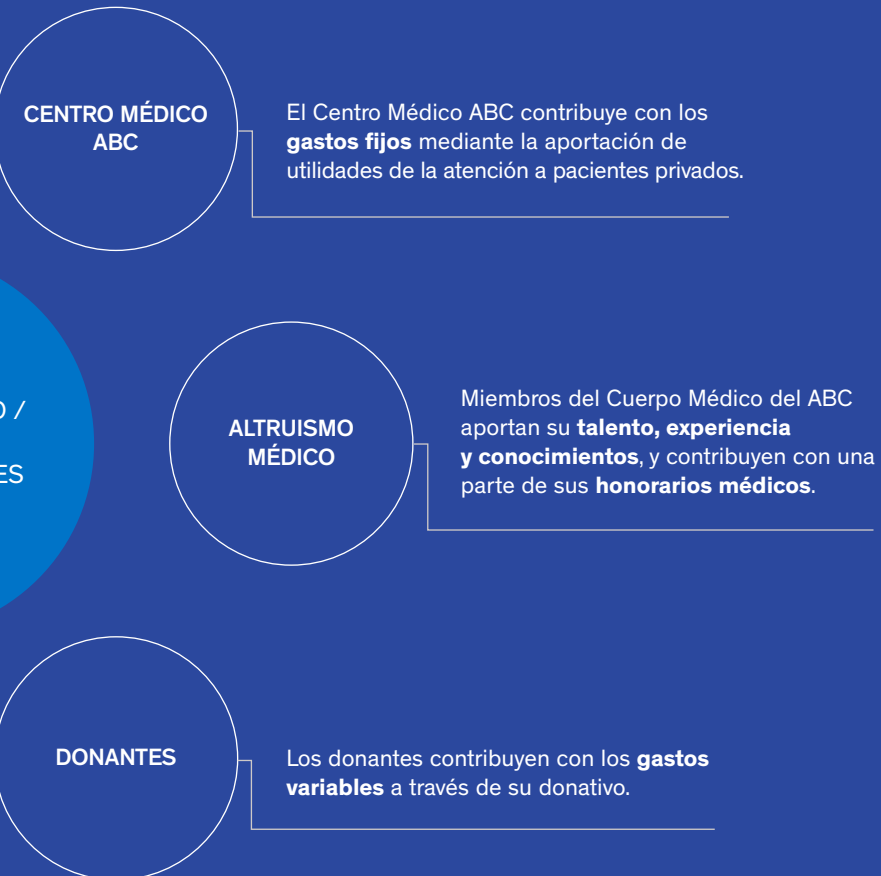 CENTRO MÉDICO
ABC
El Centro Médico ABC contribuye con los
gastos fijos mediante la aportación de
utilidades de la atención a pacientes privados.
O /
ES
ALTRUISMO
MÉDICO
Miembros del Cuerpo Médico del ABC
aportan su talento, experiencia
y conocimientos, y contribuyen con una
parte de sus honorarios médicos.
DONANTES
Los donantes contribuyen con los gastos
variables a través de su donativo.